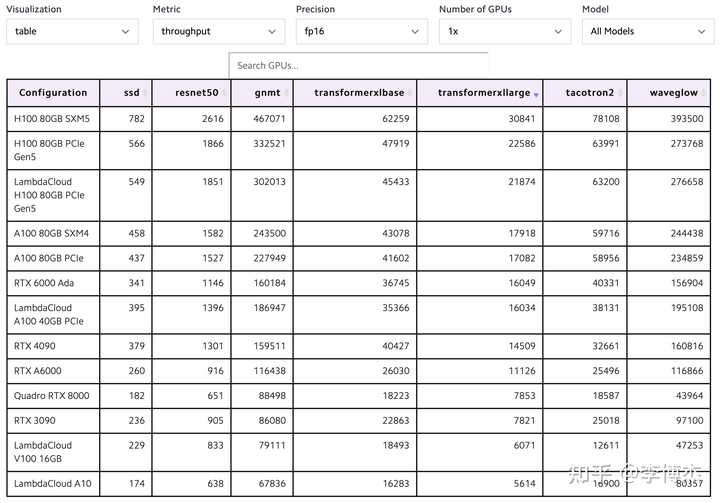 Visualization Metric Precision Number of GPUs Model
table throughput fp16 1x All Models
Search GPUs...
Configuration ssd resnet50 gnmt transformerxlbase transformerxllarge tacotron2 waveglow
H100 80GB SXM5 782 2616 467071 62259 30841 78108 393500
H100 80GB PCIe
Gen5 566 1866 332521 47919 22586 63991 273768
LambdaCloud
H100 80GB PCIe
Gen5 549 1851 302013 45433 21874 63200 276658
A100 80GB SXM4 458 1582 243500 43078 17918 59716 244438
A100 80GB PCIe 437 1527 227949 41602 17082 58956 234859
RTX 6000 Ada 341 1146 160184 36745 16049 40331 156904
LambdaCloud
A100 40GB PCIe 395 1396 186947 35366 16034 38131 195108
RTX 4090 379 1301 159511 40427 14509 32661 160816
RTX A6000 260 916 116438 26030 11126 25496 116866
Quadro RTX 8000 182 651 88498 18223 7853 18587 43964
RTX 3090 236 905 86080 22863 7821 25018 97100
LambdaCloud
V100 16GB 229 833 79111 18493 6071 12611 47253
LambdaCloud A10 174 638 67836 16283 5614 16900 80357
知乎 @李博杰